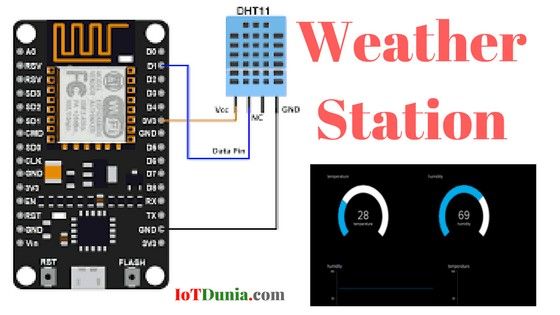 DHT11
Weather
Station
A0
RSV
RSV
SD3
SD2
SD1
CMD
SD0
CLK
GND
3V3
EN
RST
GND
Vin
D0
D1
D2
D3
D4
3V3
GND
D5
D6
D7
D8
RX
TX
GND
3V3
RST
FLASH
Vcc
NC
GND
Data Pin
temperature
humidity
28
temperature
69
humidity
humidity
temperature
IoTDunia.com